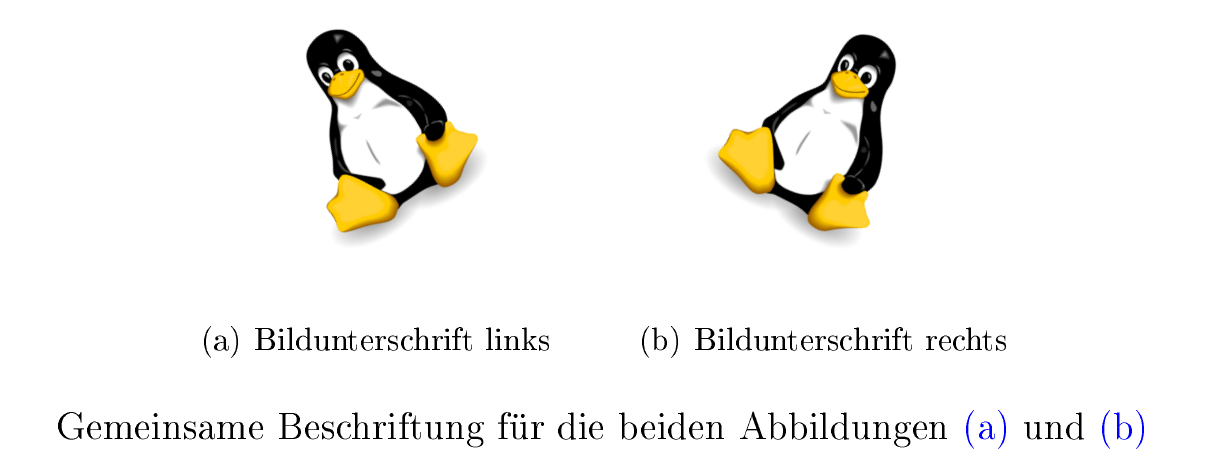 (a) Bildunterschrift links
(b) Bildunterschrift rechts
Gemeinsame Beschriftung für die beiden Abbildungen (a) und (b)